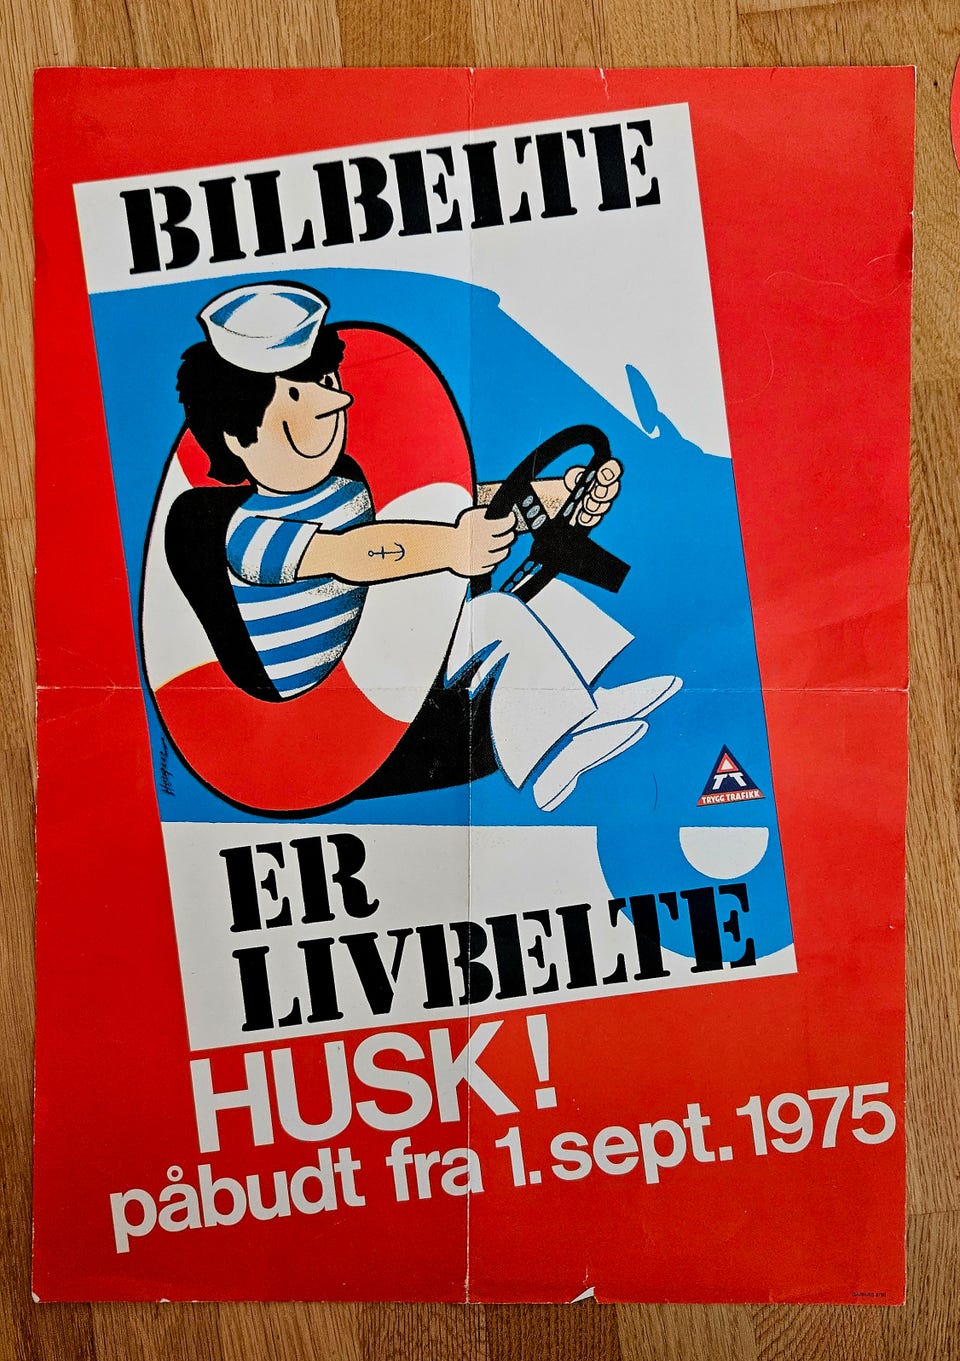 BILBELTE
TRYGG TRAFIKK
ER
LIVBELTE
HUSK!
påbudt fra 1. sept. 1975